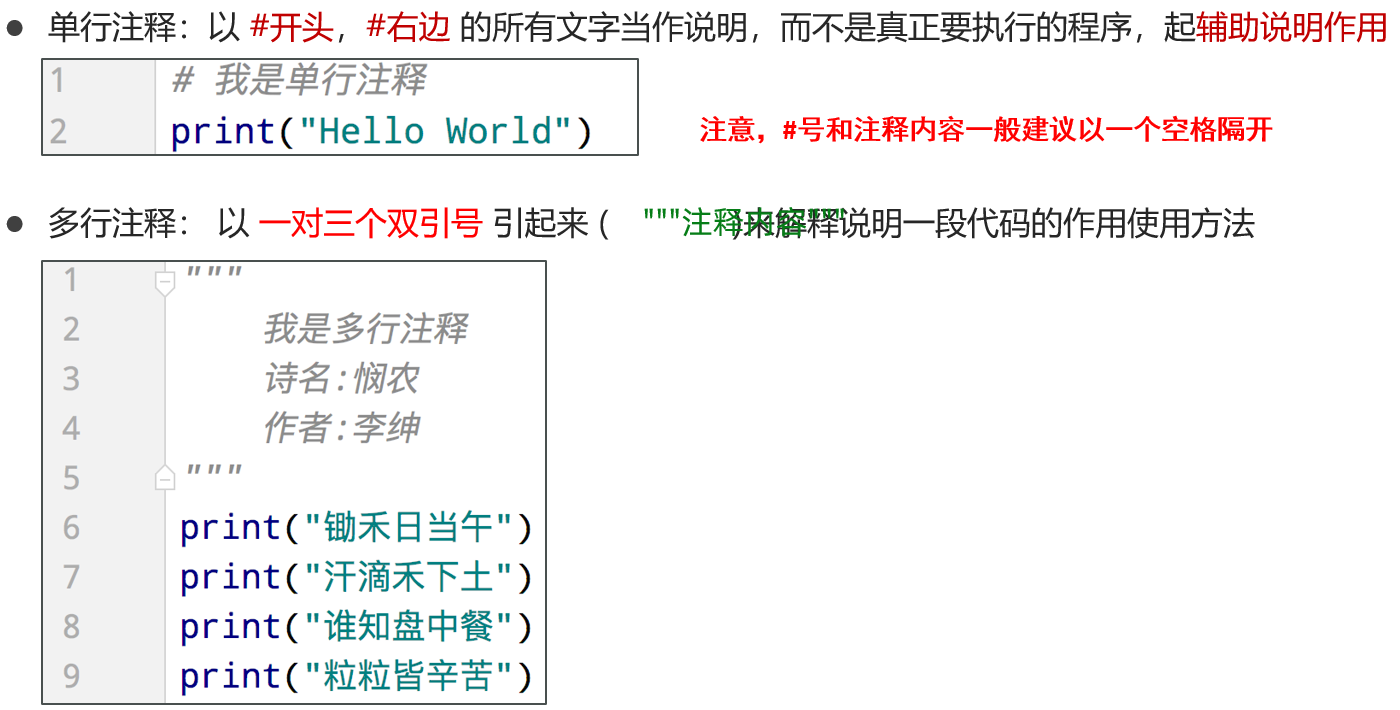 ● 单行注释：以 #开头，#右边 的所有文字当作说明，而不是真正要执行的程序，起辅助说明作用
1 # 我是单行注释
2 print("Hello World")
注意，#号和注释内容一般建议以一个空格隔开
● 多行注释： 以 一对三个双引号 引起来 ( """注释内容""" )来解释说明一段代码的作用使用方法
1 """
2 我是多行注释
3 诗名:悯农
4 作者:李绅
5 """
6 print("锄禾日当午")
7 print("汗滴禾下土")
8 print("谁知盘中餐")
9 print("粒粒皆辛苦")